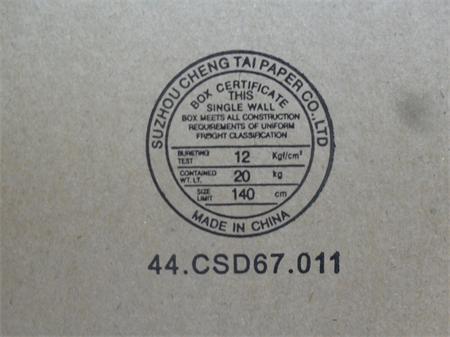 SUZHOU CHENG TAI PAPER CO.,LTD
BOX CERTIFICATE
THIS
SINGLE WALL
BOX MEETS ALL CONSTRUCTION
REQUIREMENTS OF UNIFORM
FREIGHT CLASSIFICATION
BURSTING TEST 12 Kgf/cm²
CONTAINED WT. LT. 20 kg
SIZE LIMIT 140 cm
MADE IN CHINA
44.CSD67.011